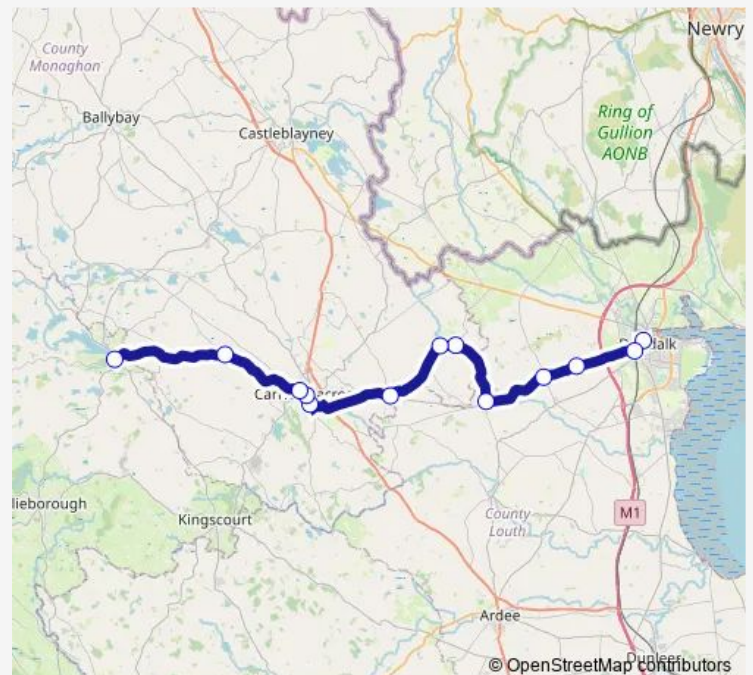 Newry
County
Monaghan
Ballybay
Castleblayney
Ring of
Gullion
AONB
lieborough
Kingscourt
County
Louth
M1
Ardee
© OpenStreetMap contributors